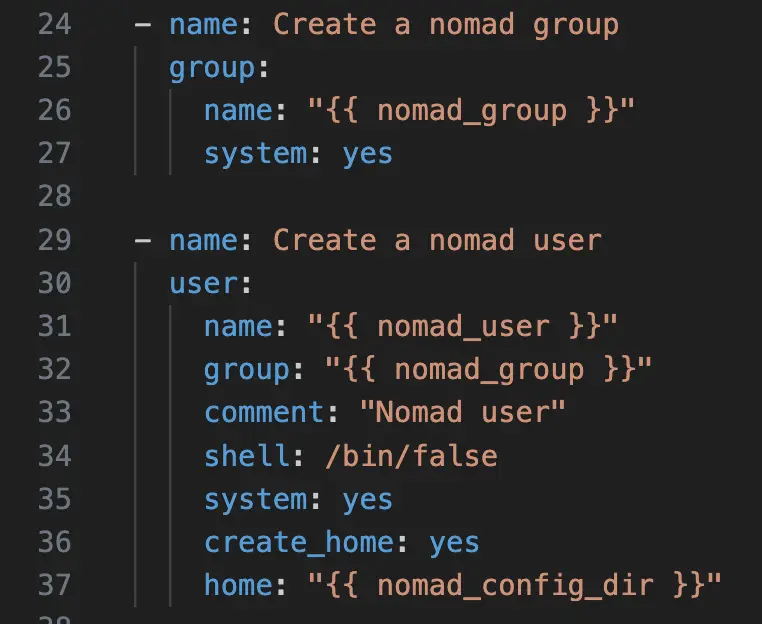 24 - name: Create a nomad group
25 group:
26 name: "{{ nomad_group }}"
27 system: yes
28
29 - name: Create a nomad user
30 user:
31 name: "{{ nomad_user }}"
32 group: "{{ nomad_group }}"
33 comment: "Nomad user"
34 shell: /bin/false
35 system: yes
36 create_home: yes
37 home: "{{ nomad_config_dir }}"